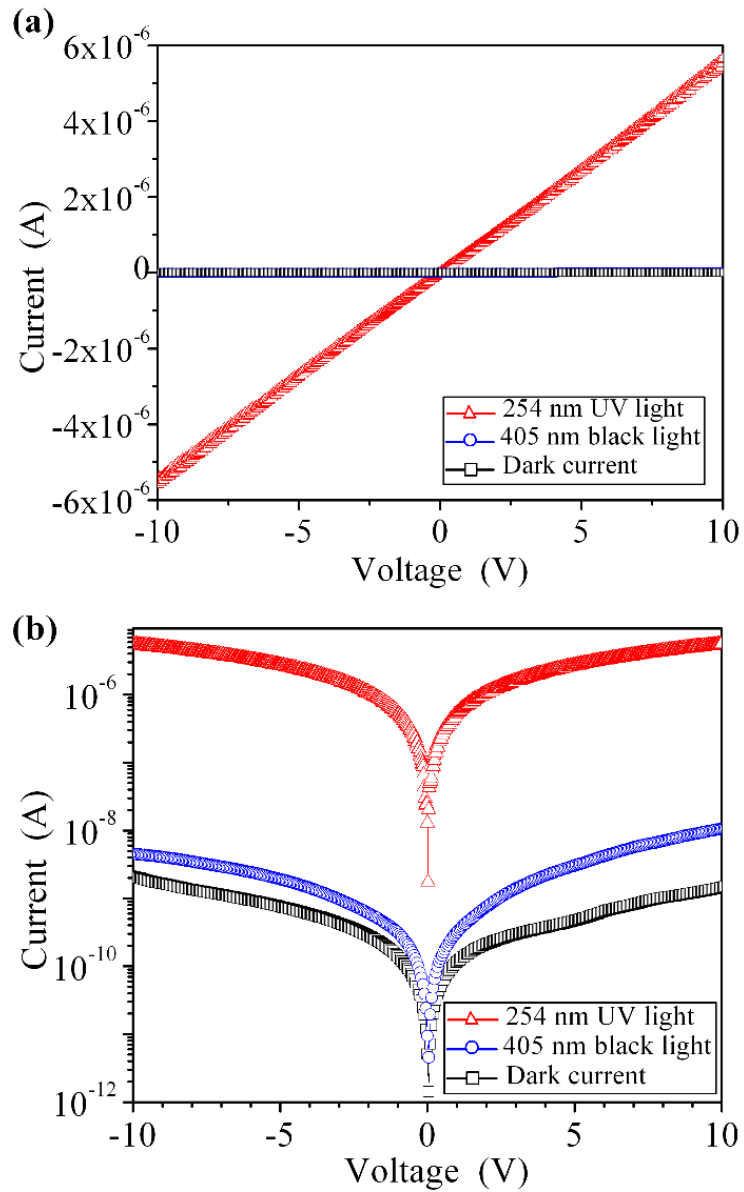 (a)
6x10⁻⁶
4x10⁻⁶
2x10⁻⁶
0
-2x10⁻⁶
-4x10⁻⁶
-6x10⁻⁶
Current (A)
254 nm UV light
405 nm black light
Dark current
-10 -5 0 5 10
Voltage (V)
(b)
10⁻⁶
10⁻⁸
10⁻¹⁰
10⁻¹²
Current (A)
254 nm UV light
405 nm black light
Dark current
-10 -5 0 5 10
Voltage (V)